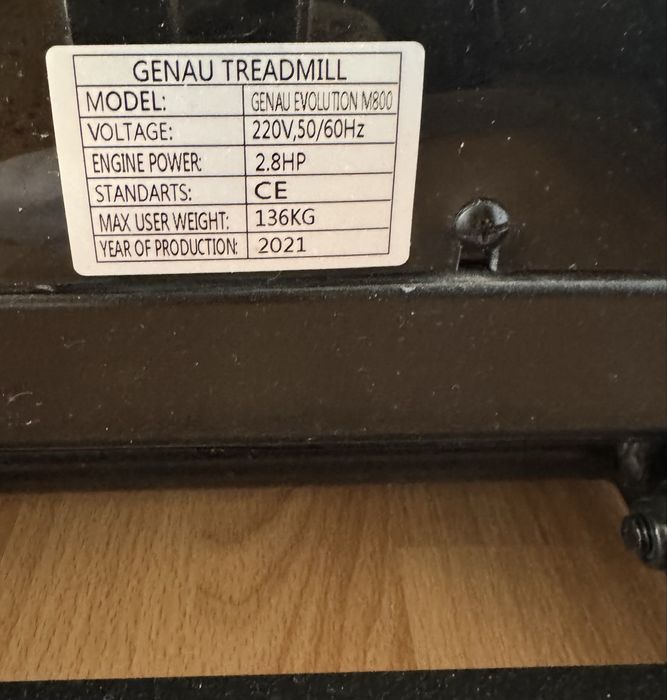 GENAU TREADMILL
MODEL: GENAU EVOLUTION M800
VOLTAGE: 220V,50/60Hz
ENGINE POWER: 2.8HP
STANDARTS: CE
MAX USER WEIGHT: 136KG
YEAR OF PRODUCTION: 2021